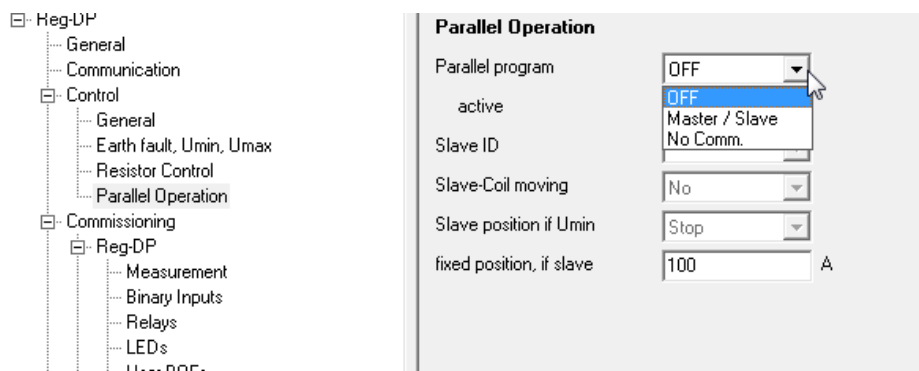 Reg-DP
General
Communication
Control
General
Earth fault, Umin, Umax
Resistor Control
Parallel Operation
Commissioning
Reg-DP
Measurement
Binary Inputs
Relays
LEDs
Parallel Operation
Parallel program OFF
OFF
Master / Slave
No Comm.
active
Slave ID
Slave-Coil moving No
Slave position if Umin Stop
fixed position, if slave 100 A